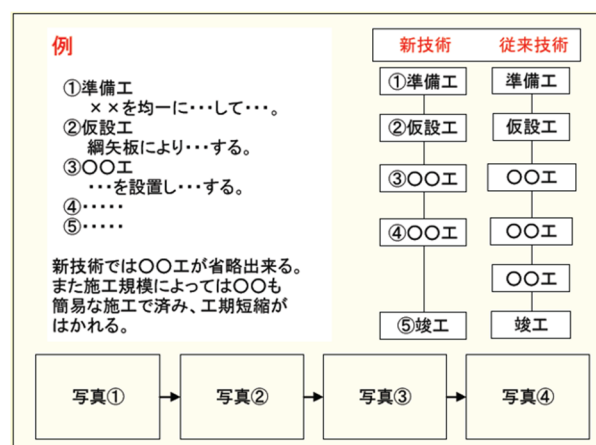 例
①準備工
××を均一に・・・して・・・。
②仮設工
綱矢板により・・・する。
③〇〇工
・・・を設置し・・・する。
④・・・・・
⑤・・・・・
新技術では〇〇工が省略出来る。
また施工規模によっては〇〇も
簡易な施工で済み、工期短縮が
はかれる。
新技術 従来技術
①準備工 準備工
②仮設工 仮設工
③〇〇工 〇〇工
④〇〇工 〇〇工
〇〇工
⑤竣工 竣工
写真① 写真② 写真③ 写真④